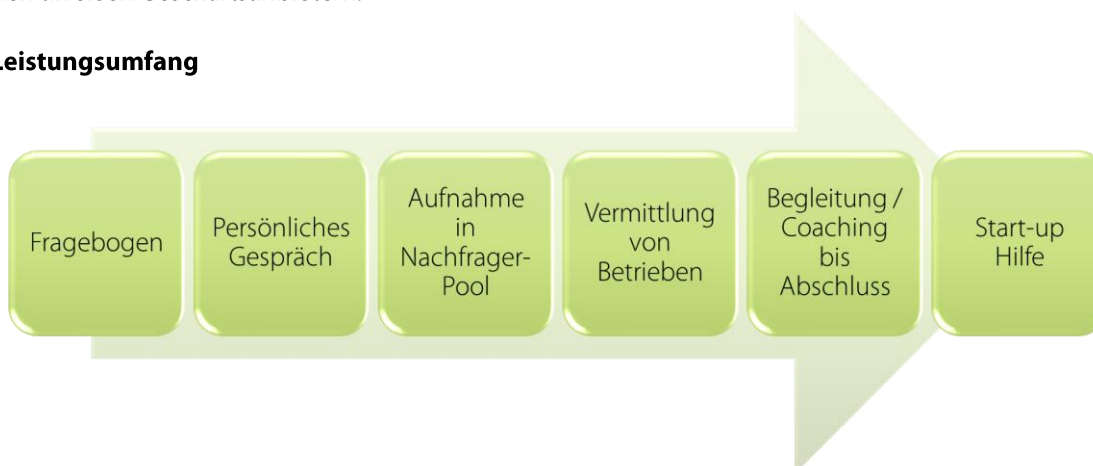 Leistungsumfang
Fragebogen
Persönliches
Gespräch
Aufnahme
in
Nachfrager-
Pool
Vermittlung
von
Betrieben
Begleitung /
Coaching
bis
Abschluss
Start-up
Hilfe